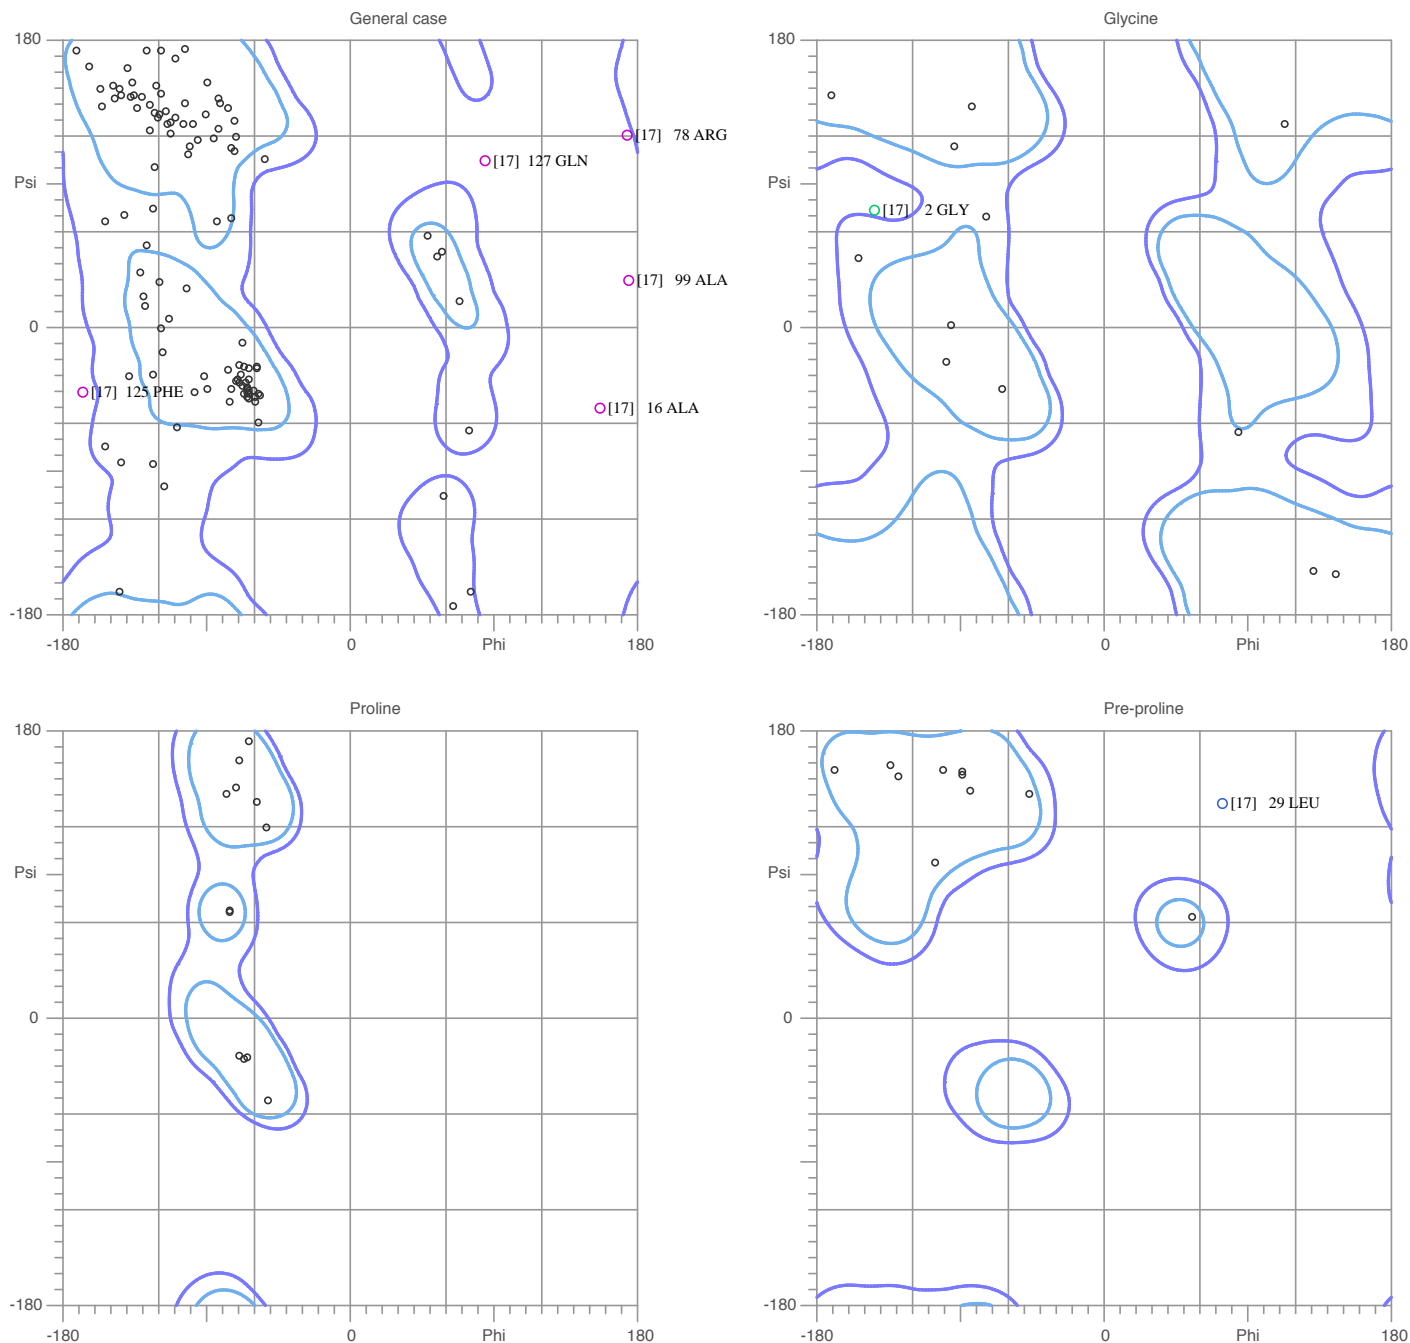 General case
180
Psi
0
-180
-180
0
Phi
180
[17] 78 ARG
[17] 127 GLN
[17] 99 ALA
[17] 125 PHE
[17] 16 ALA
Glycine
180
Psi
0
-180
-180
0
Phi
180
[17] 2 GLY
Proline
180
Psi
0
-180
-180
0
Phi
180
Pre-proline
180
Psi
0
-180
-180
0
Phi
180
[17] 29 LEU